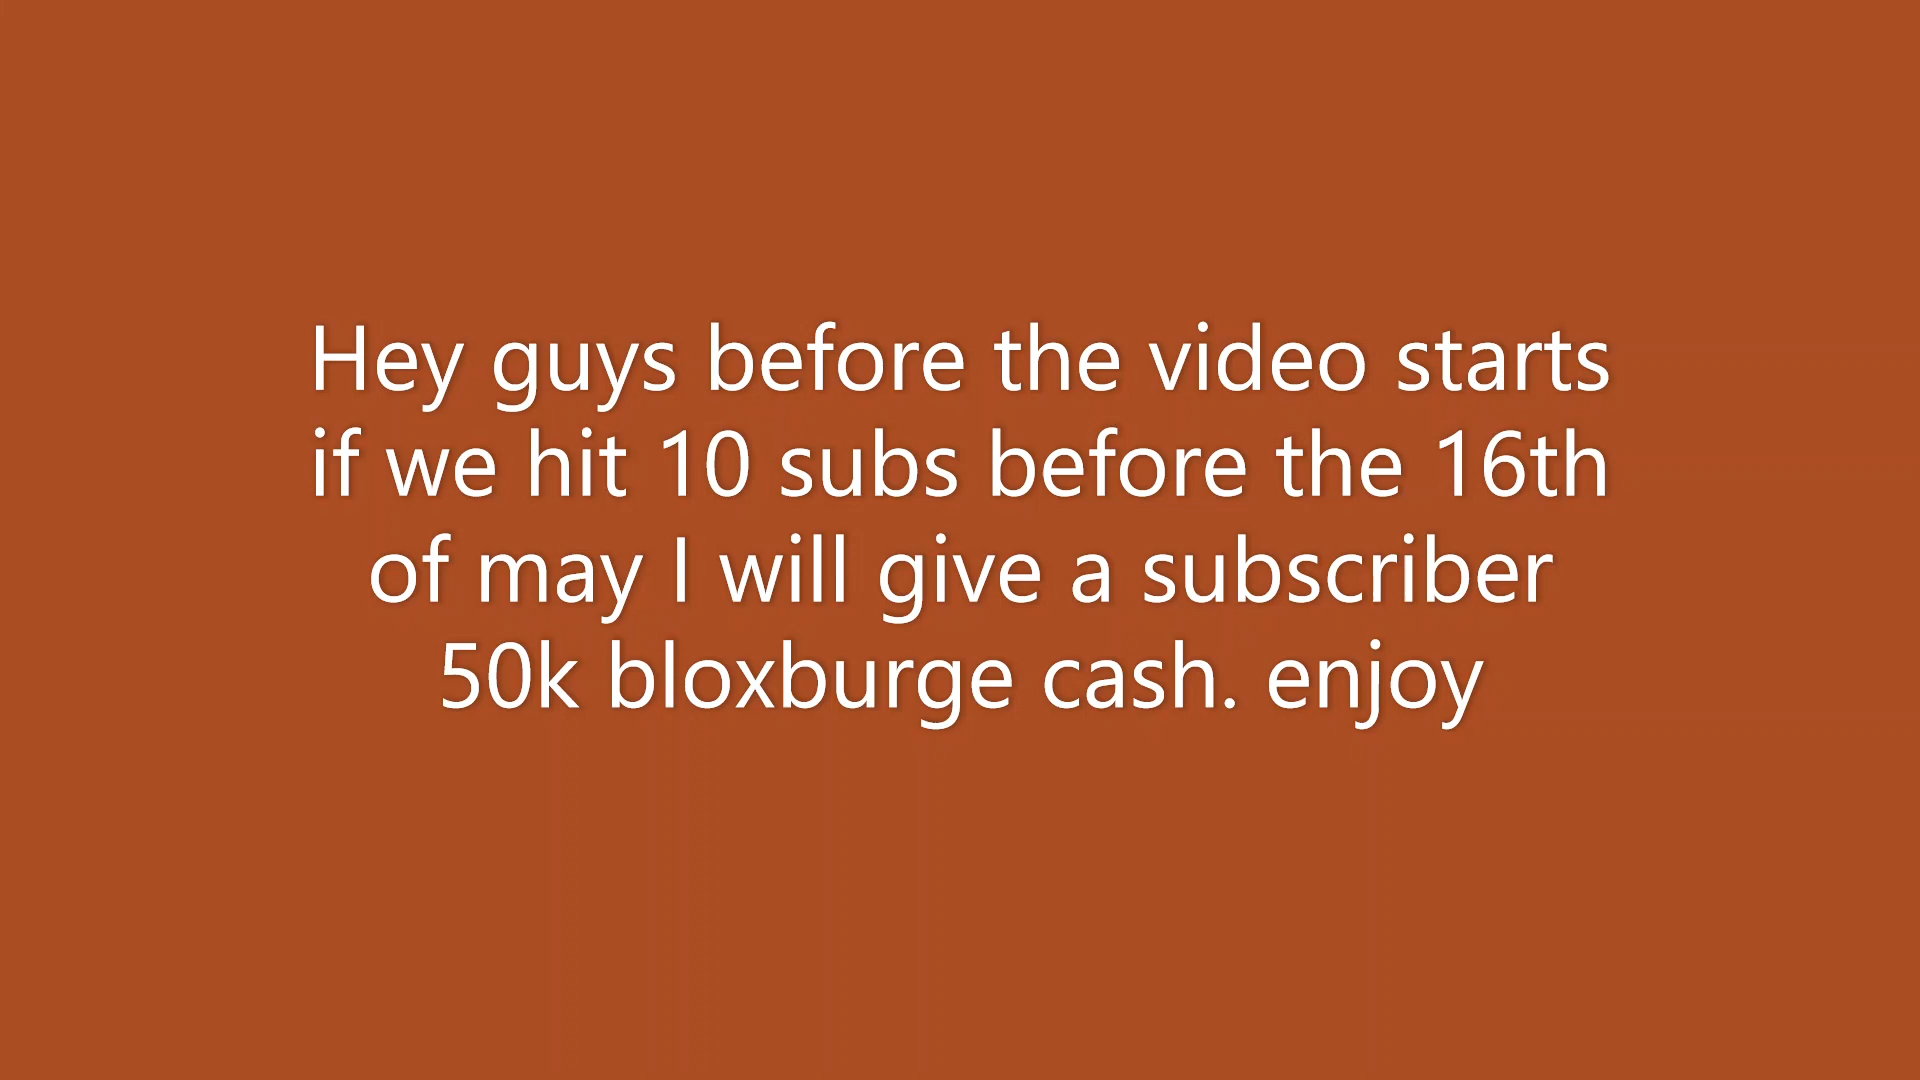 Hey guys before the video starts
if we hit 10 subs before the 16th
of may I will give a subscriber
50k bloxburge cash. enjoy